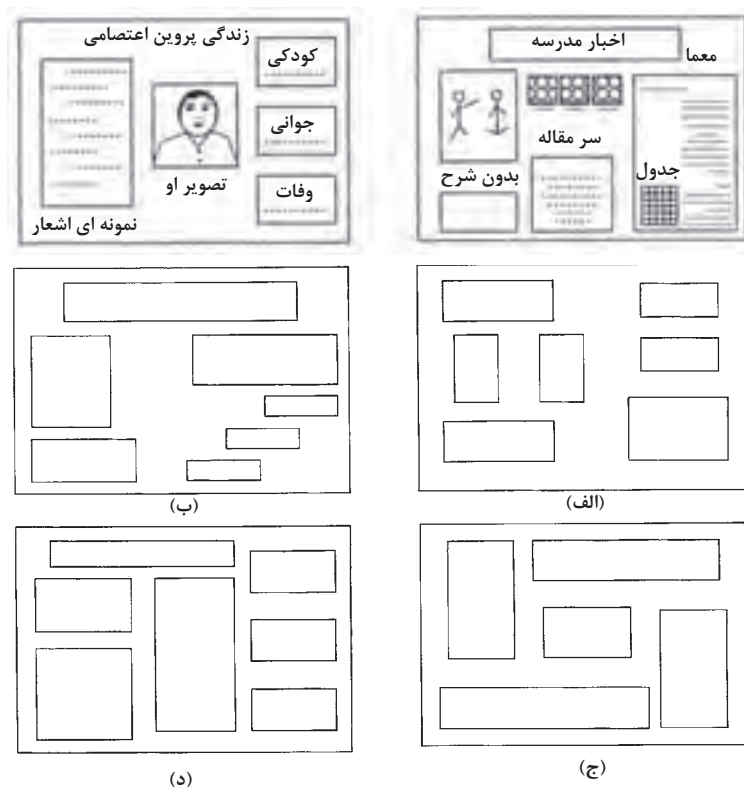 اخبار مدرسه
معما
سر مقاله
بدون شرح
جدول
زندگی پروین اعتصامی
کودکی
جوانی
وفات
تصویر او
نمونه ای اشعار
(الف)
(ب)
(ج)
(د)